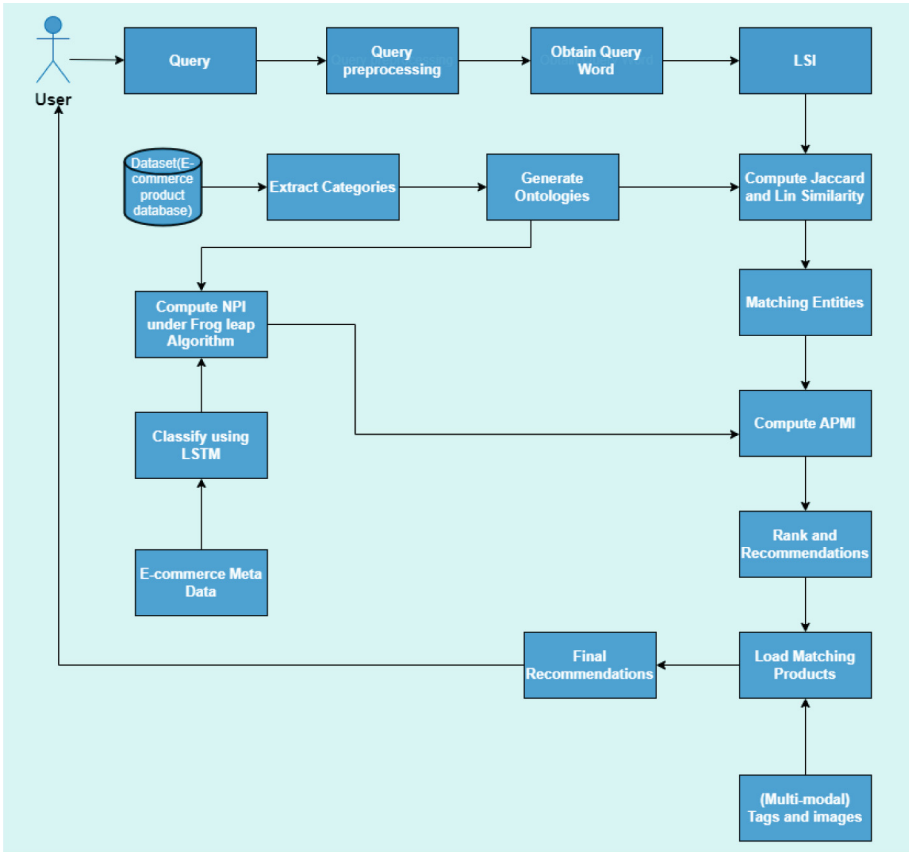 User
Query
Query
preprocessing
Obtain Query
Word
LSI
Dataset(E-
commerce
product
database)
Extract Categories
Generate
Ontologies
Compute Jaccard
and Lin Similarity
Compute NPI
under Frog leap
Algorithm
Matching Entities
Classify using
LSTM
Compute APMI
E-commerce Meta
Data
Rank and
Recommendations
Final
Recommendations
Load Matching
Products
(Multi-modal)
Tags and images